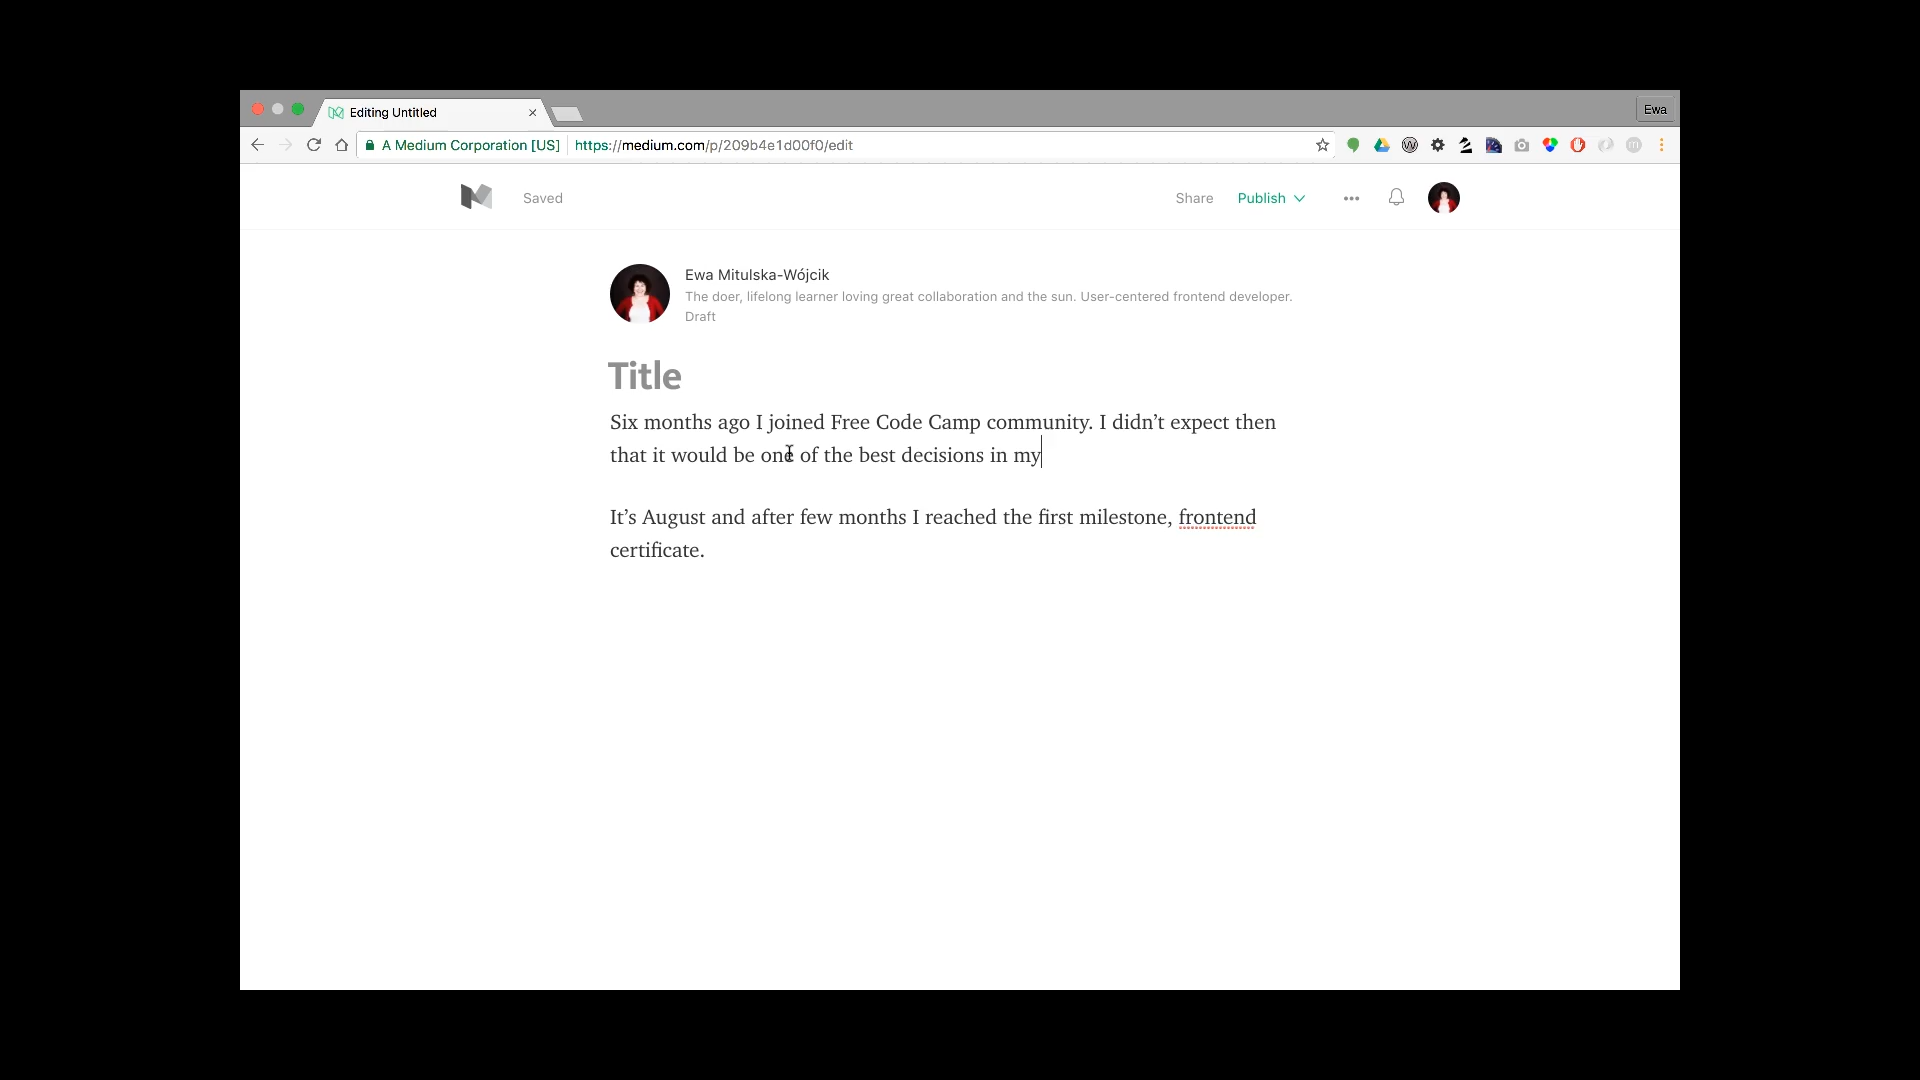 Editing Untitled
Ewa
A Medium Corporation [US] https://medium.com/p/209b4e1d00f0/edit
Saved
Share
Publish
Ewa Mitulska-Wójcik
The doer, lifelong learner loving great collaboration and the sun. User-centered frontend developer.
Draft
Title
Six months ago I joined Free Code Camp community. I didn’t expect then
that it would be one of the best decisions in my
It’s August and after few months I reached the first milestone, frontend
certificate.